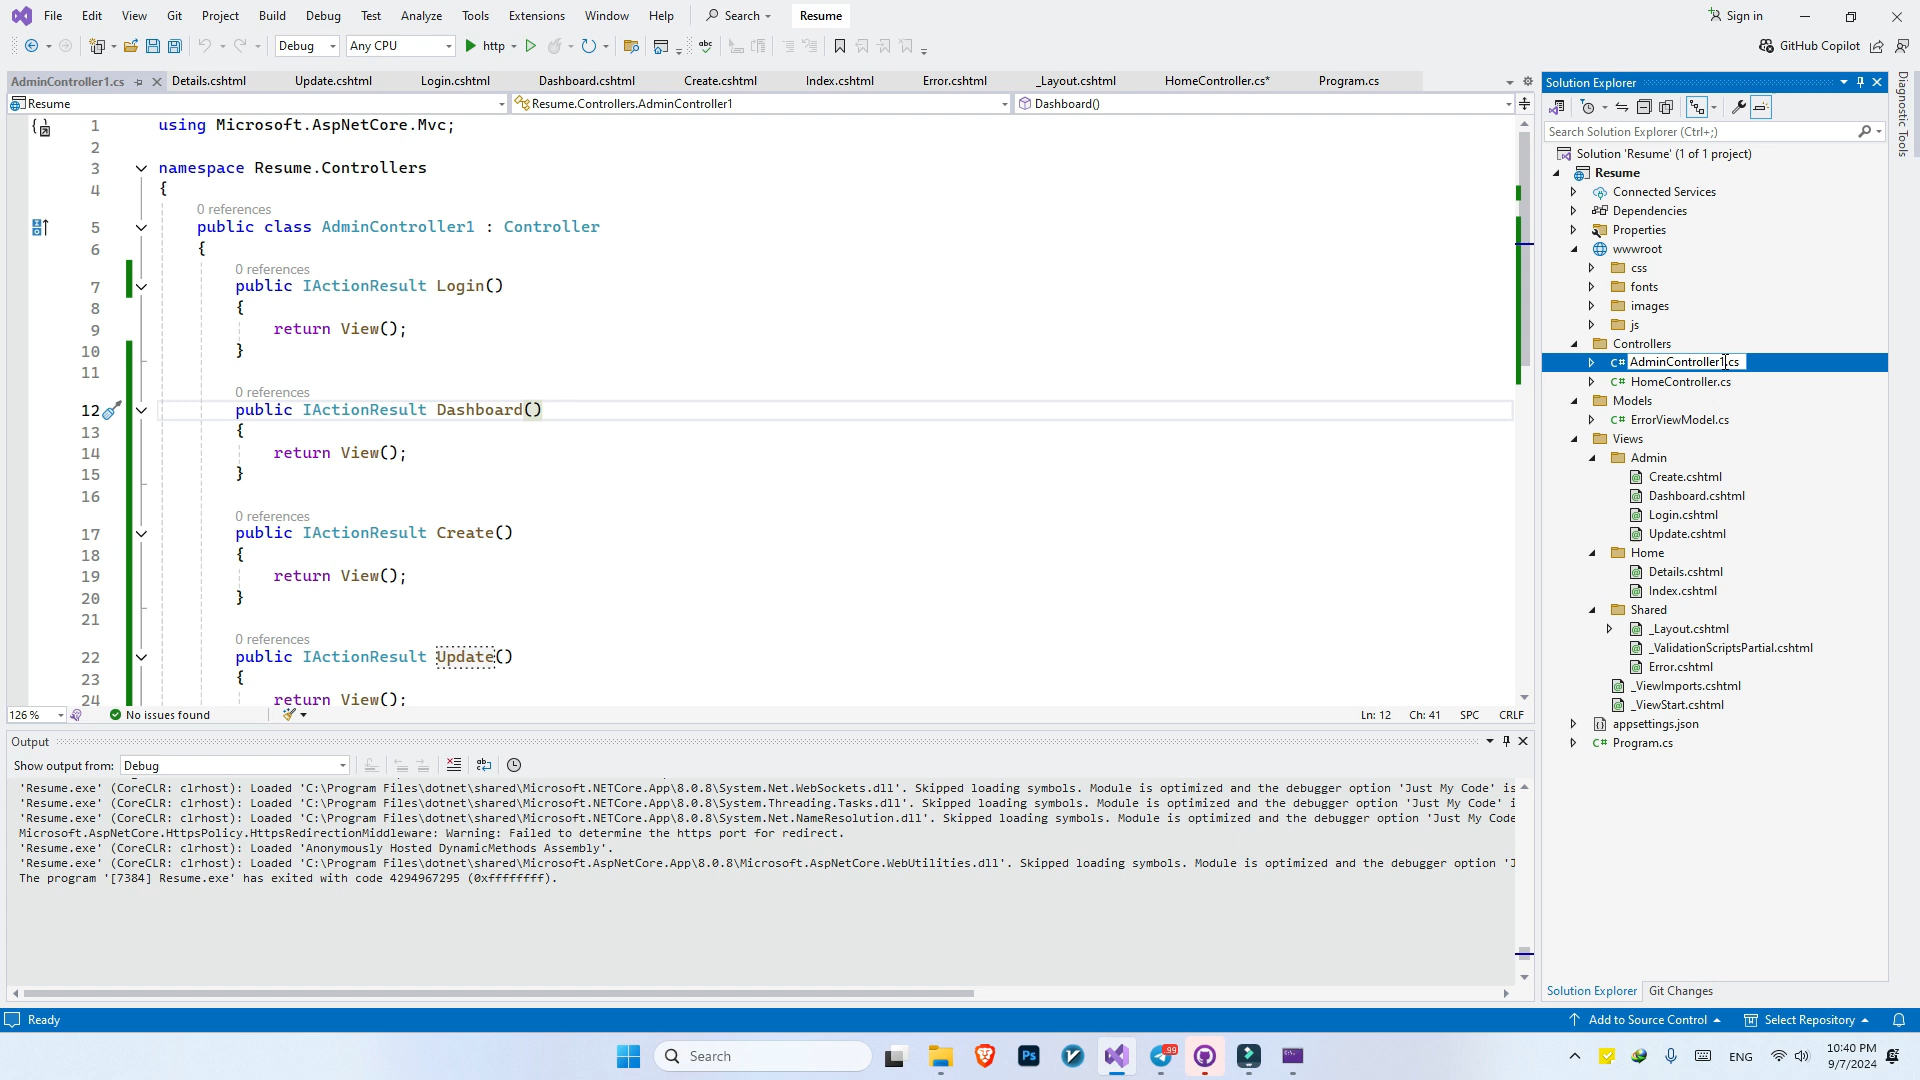 File Edit View Git Project Build Debug Test Analyze Tools Extensions Window Help Search Resume Sign in
Debug Any CPU http GitHub Copilot
AdminController1.cs Details.cshtml Update.cshtml Login.cshtml Dashboard.cshtml Create.cshtml Index.cshtml Error.cshtml _Layout.cshtml HomeController.cs* Program.cs
Resume Resume.Controllers.AdminController1 Dashboard()
1 using Microsoft.AspNetCore.Mvc;
2
3 namespace Resume.Controllers
4 {
0 references
5 public class AdminController1 : Controller
6 {
0 references
7 public IActionResult Login()
8 {
9 return View();
10 }
11
0 references
12 public IActionResult Dashboard()
13 {
14 return View();
15 }
16
0 references
17 public IActionResult Create()
18 {
19 return View();
20 }
21
0 references
22 public IActionResult Update()
23 {
24 return View();
126 % No issues found Ln: 12 Ch: 41 SPC CRLF
Output
Show output from: Debug
'Resume.exe' (CoreCLR: clrhost): Loaded 'C:\Program Files\dotnet\shared\Microsoft.NETCore.App\8.0.8\System.Net.WebSockets.dll'. Skipped loading symbols. Module is optimized and the debugger option 'Just My Code' is
'Resume.exe' (CoreCLR: clrhost): Loaded 'C:\Program Files\dotnet\shared\Microsoft.NETCore.App\8.0.8\System.Threading.Tasks.dll'. Skipped loading symbols. Module is optimized and the debugger option 'Just My Code' i
'Resume.exe' (CoreCLR: clrhost): Loaded 'C:\Program Files\dotnet\shared\Microsoft.NETCore.App\8.0.8\System.Net.NameResolution.dll'. Skipped loading symbols. Module is optimized and the debugger option 'Just My Code
Microsoft.AspNetCore.HttpsPolicy.HttpsRedirectionMiddleware: Warning: Failed to determine the https port for redirect.
'Resume.exe' (CoreCLR: clrhost): Loaded 'Anonymously Hosted DynamicMethods Assembly'.
'Resume.exe' (CoreCLR: clrhost): Loaded 'C:\Program Files\dotnet\shared\Microsoft.AspNetCore.App\8.0.8\Microsoft.AspNetCore.WebUtilities.dll'. Skipped loading symbols. Module is optimized and the debugger option 'J
The program '[7384] Resume.exe' has exited with code 4294967295 (0xffffffff).
Solution Explorer
Search Solution Explorer (Ctrl+;)
Solution 'Resume' (1 of 1 project)
Resume
Connected Services
Dependencies
Properties
wwwroot
css
fonts
images
js
Controllers
C# AdminController1.cs
C# HomeController.cs
Models
C# ErrorViewModel.cs
Views
Admin
Create.cshtml
Dashboard.cshtml
Login.cshtml
Update.cshtml
Home
Details.cshtml
Index.cshtml
Shared
_Layout.cshtml
_ValidationScriptsPartial.cshtml
Error.cshtml
_ViewImports.cshtml
_ViewStart.cshtml
appsettings.json
C# Program.cs
Solution Explorer Git Changes
Diagnostic Tools
Ready Add to Source Control Select Repository
Search Ps 99 ENG 10:40 PM
9/7/2024